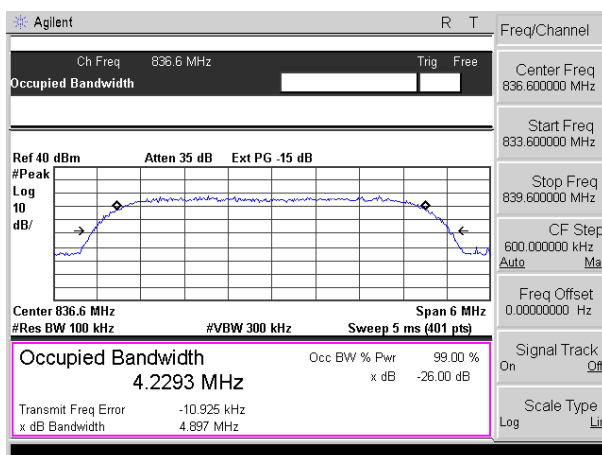 Agilent R T
Freq/Channel
Ch Freq 836.6 MHz Trig Free
Occupied Bandwidth
Center Freq
836.600000 MHz
Start Freq
833.600000 MHz
Ref 40 dBm Atten 35 dB Ext PG -15 dB
#Peak
Log
10
dB/
Stop Freq
839.600000 MHz
CF Step
600.000000 kHz
Auto Ma
Freq Offset
0.00000000 Hz
Center 836.6 MHz Span 6 MHz
#Res BW 100 kHz #VBW 300 kHz Sweep 5 ms (401 pts)
Occupied Bandwidth Occ BW % Pwr 99.00 %
4.2293 MHz x dB -26.00 dB
Transmit Freq Error -10.925 kHz
x dB Bandwidth 4.897 MHz
Signal Track
On Off
Scale Type
Log Lin